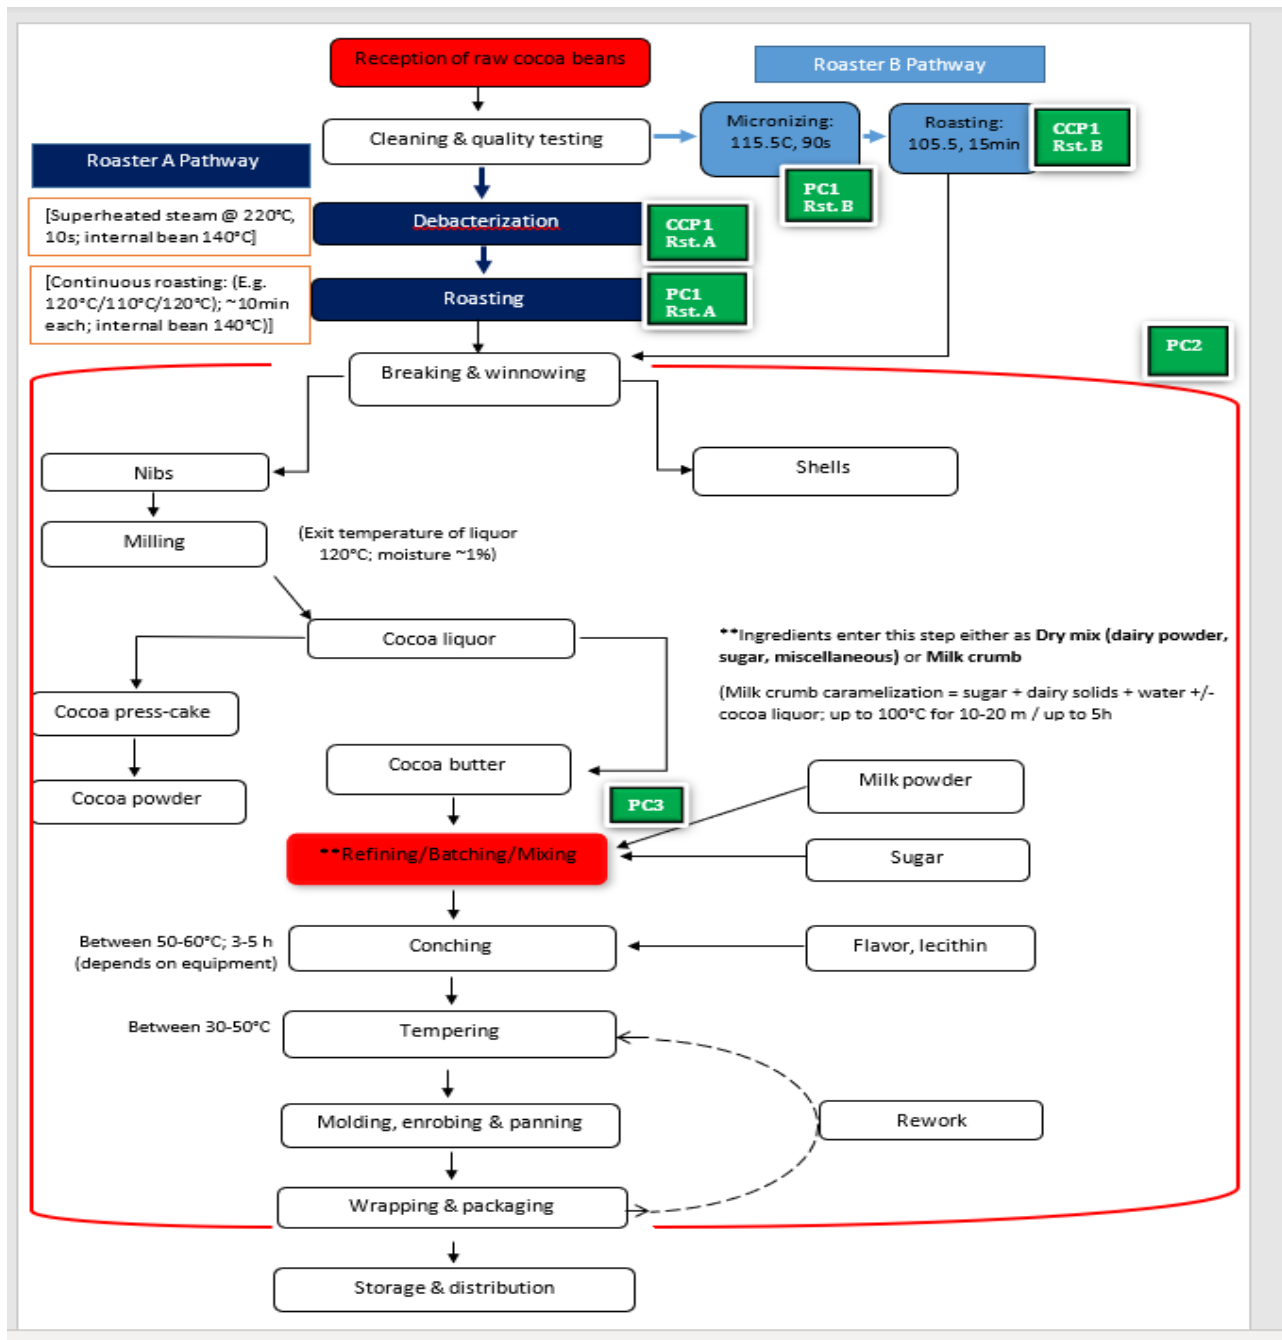 Reception of raw cocoa beans
Roaster B Pathway
Cleaning & quality testing
Micronizing:
115.5C, 90s
Roasting:
105.5, 15min
CCP1
Rst. B
PC1
Rst. B
Roaster A Pathway
[Superheated steam @ 220°C,
10s; internal bean 140°C]
Debacterization
CCP1
Rst. A
[Continuous roasting: (E.g.
120°C/110°C/120°C); ~10min
each; internal bean 140°C)]
Roasting
PC1
Rst. A
PC2
Breaking & winnowing
Nibs
Shells
Milling
(Exit temperature of liquor
120°C; moisture ~1%)
Cocoa liquor
**Ingredients enter this step either as Dry mix (dairy powder,
sugar, miscellaneous) or Milk crumb
(Milk crumb caramelization = sugar + dairy solids + water +/-
cocoa liquor; up to 100°C for 10-20 m / up to 5h
Cocoa press-cake
Cocoa butter
Milk powder
Cocoa powder
PC3
**Refining/Batching/Mixing
Sugar
Between 50-60°C; 3-5 h
(depends on equipment)
Conching
Flavor, lecithin
Between 30-50°C
Tempering
Molding, enrobing & panning
Rework
Wrapping & packaging
Storage & distribution